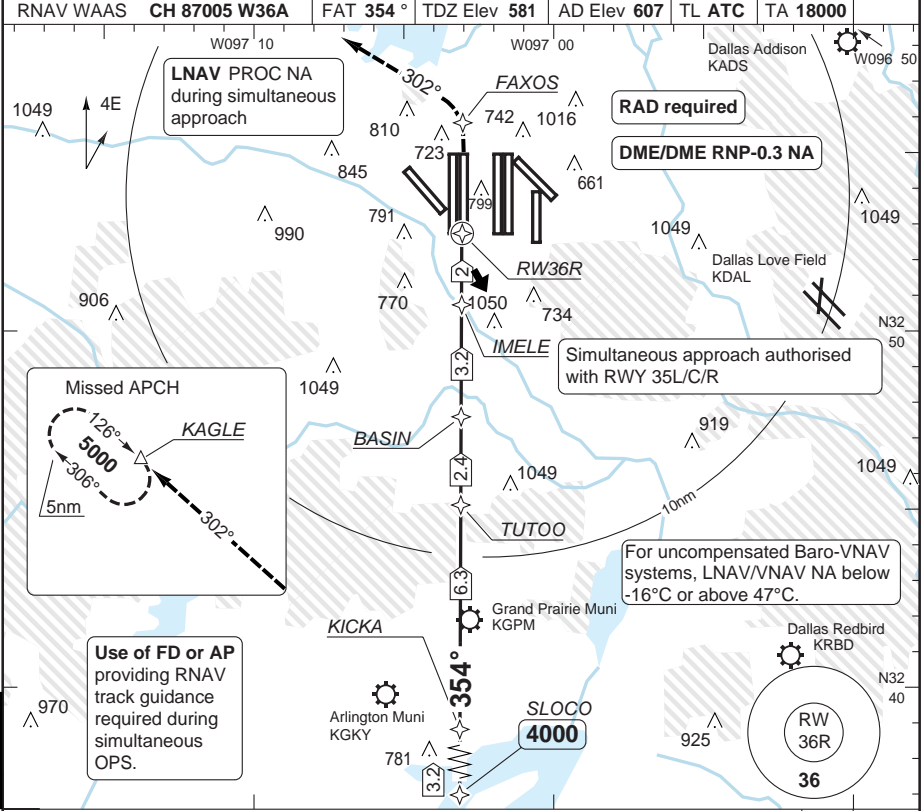 RNAV WAAS CH 87005 W36A FAT 354 ° TDZ Elev 581 AD Elev 607 TL ATC TA 18000
W097 10
W097 00
Dallas Addison
KADS
W096 50
LNAV PROC NA
during simultaneous
approach
302°
FAXOS
1049
4E
810
742
1016
RAD required
723
845
DME/DME RNP-0.3 NA
661
799
1049
791
990
1049
Dallas Love Field
KDAL
RW36R
2
906
770
1050
734
N32
50
IMELE
Simultaneous approach authorised
with RWY 35L/C/R
3.2
1049
Missed APCH
KAGLE
126°
5000
306°
5nm
302°
BASIN
919
2.4
1049
1049
10nm
TUTOO
For uncompensated Baro-VNAV
systems, LNAV/VNAV NA below
-16°C or above 47°C.
6.3
Grand Prairie Muni
KGPM
KICKA
Dallas Redbird
KRBD
Use of FD or AP
providing RNAV
track guidance
required during
simultaneous
OPS.
354°
N32
40
970
Arlington Muni
KGKY
SLOCO
4000
925
RW
36R
36
781
3.2